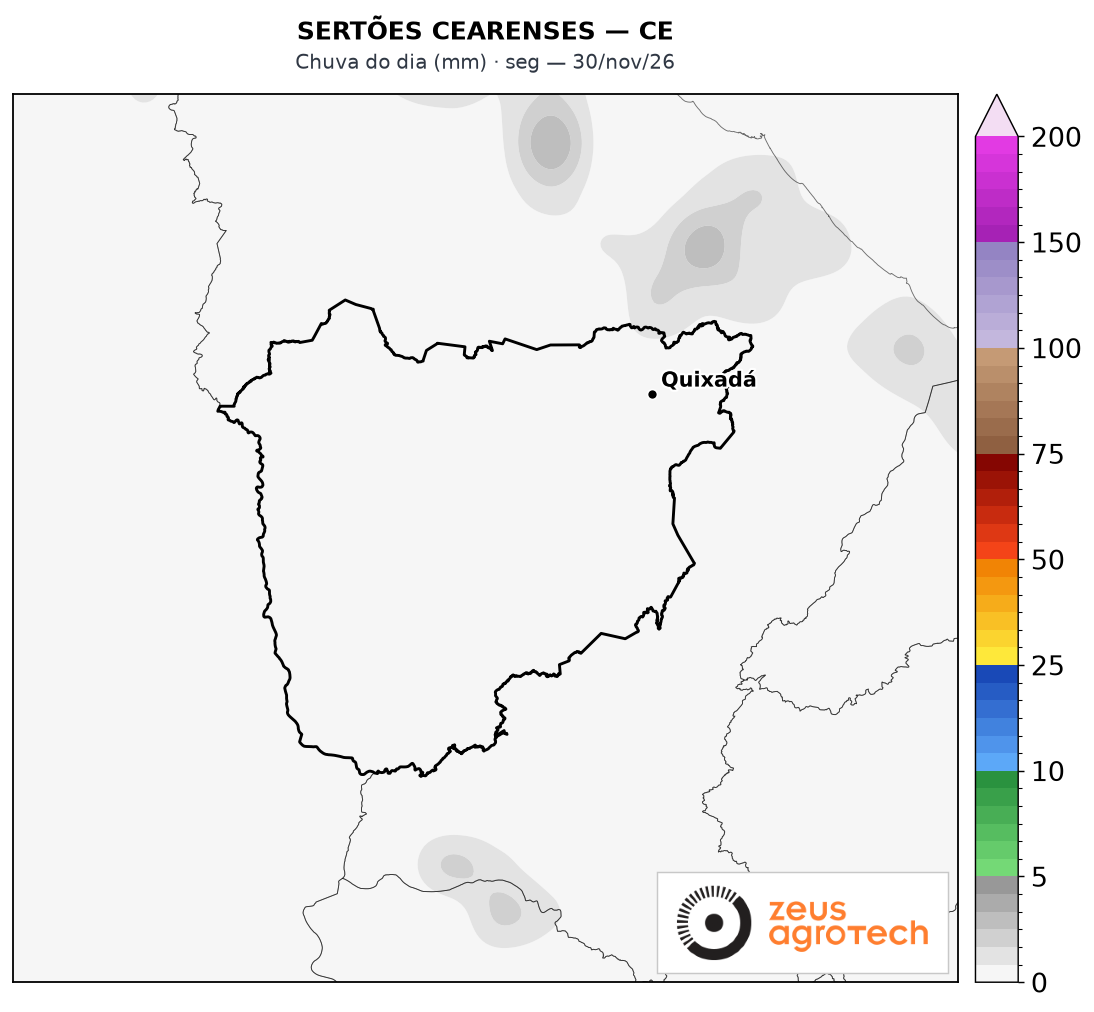 SERTÕES CEARENSES — CE
Chuva do dia (mm) · seg — 30/nov/26
Quixadá
200
150
100
75
50
25
10
5
0
zeus
agrotech